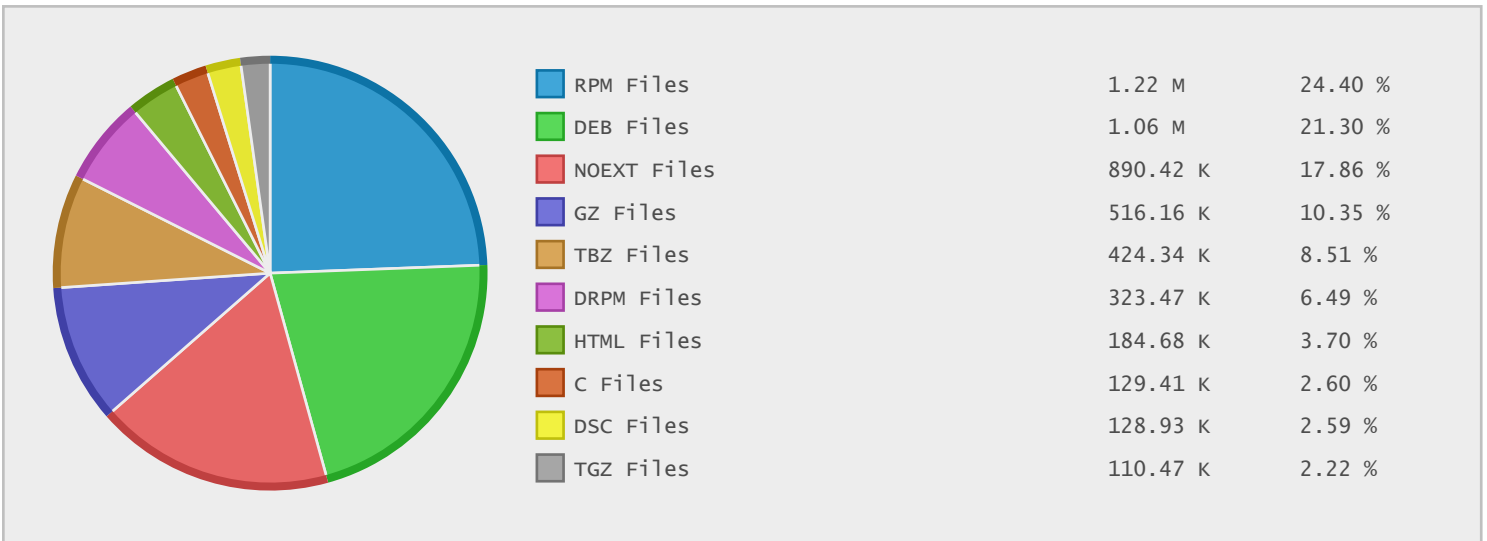 RPM Files 1.22 M 24.40 %
DEB Files 1.06 M 21.30 %
NOEXT Files 890.42 K 17.86 %
GZ Files 516.16 K 10.35 %
TBZ Files 424.34 K 8.51 %
DRPM Files 323.47 K 6.49 %
HTML Files 184.68 K 3.70 %
C Files 129.41 K 2.60 %
DSC Files 128.93 K 2.59 %
TGZ Files 110.47 K 2.22 %